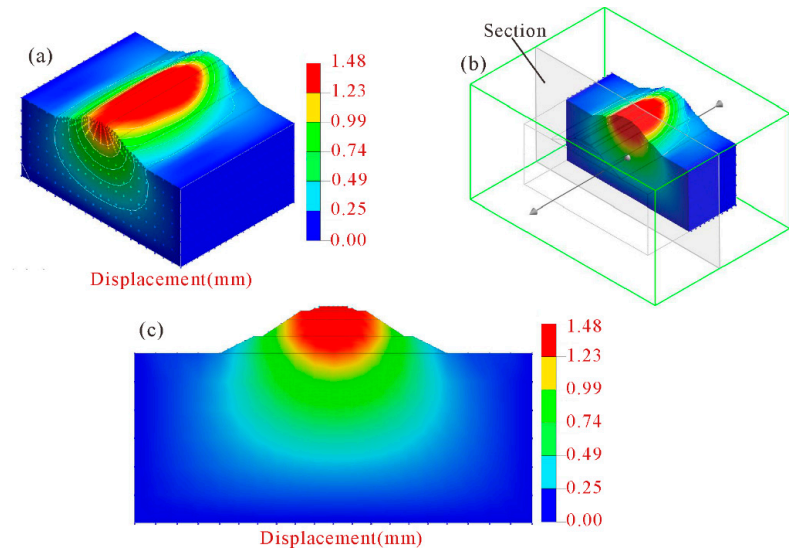 (a)
1.48
1.23
0.99
0.74
0.49
0.25
0.00
Displacement(mm)
Section
(b)
(c)
1.48
1.23
0.99
0.74
0.49
0.25
0.00
Displacement(mm)